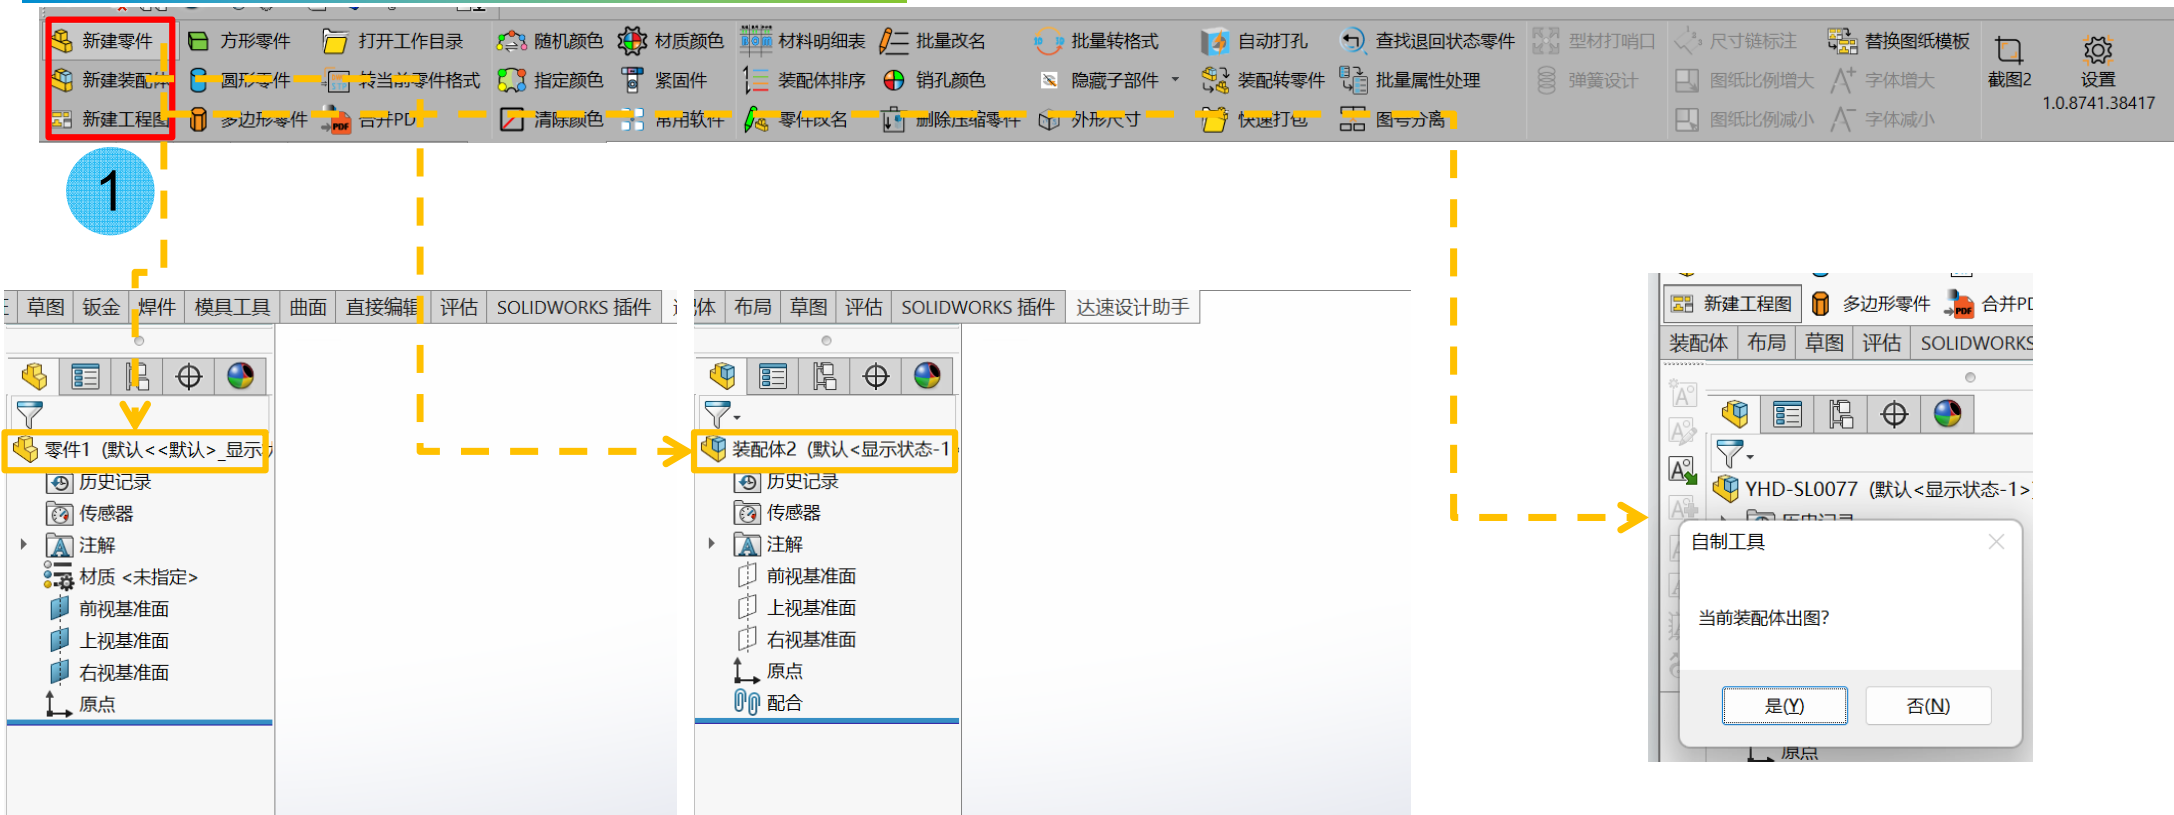 新建零件 方形零件 打开工作目录 随机颜色 材质颜色 材料明细表 批量改名 批量转格式 自动打孔 查找退回状态零件 型材打哨口 尺寸链标注 替换图纸模板
新建装配体 圆形零件 转当前零件格式 指定颜色 紧固件 装配体排序 销孔颜色 隐藏子部件 装配转零件 批量属性处理 弹簧设计 图纸比例增大 字体增大 截图2 设置
1.0.8741.38417
新建工程图 多边形零件 合并PD 清除颜色 常用软件 零件改名 删除压缩零件 外形尺寸 快速打包 图号分离 图纸比例减小 字体减小
1
草图 钣金 焊件 模具工具 曲面 直接编辑 评估 SOLIDWORKS 插件
零件1 (默认<<默认>_显示
历史记录
传感器
注解
材质 <未指定>
前视基准面
上视基准面
右视基准面
原点
体 布局 草图 评估 SOLIDWORKS 插件 达速设计助手
装配体2 (默认<显示状态-1
历史记录
传感器
注解
前视基准面
上视基准面
右视基准面
原点
配合
新建工程图 多边形零件 合并PD
装配体 布局 草图 评估 SOLIDWORKS
YHD-SL0077 (默认<显示状态-1>
历史记录
自制工具
当前装配体出图?
是(Y) 否(N)
原点